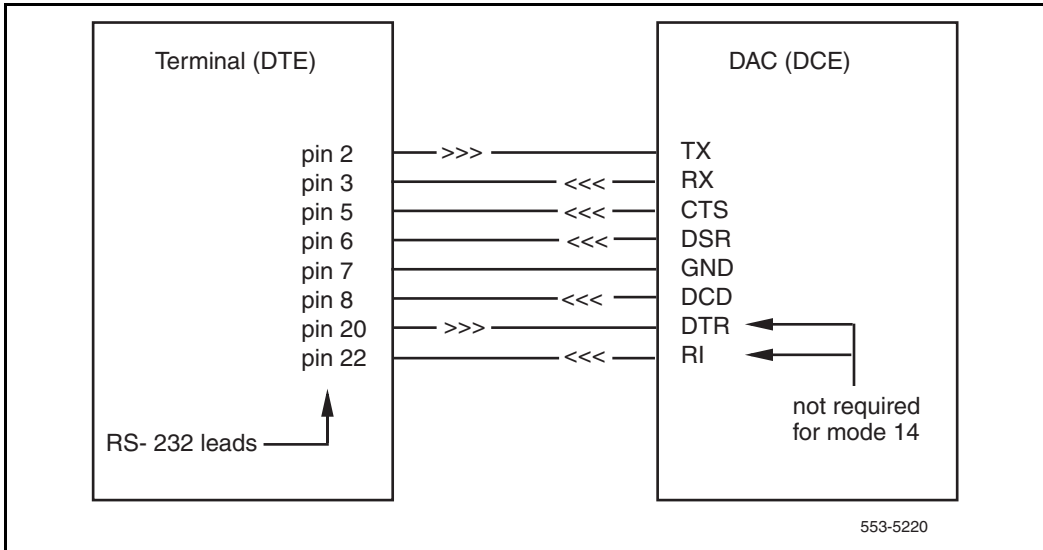 Terminal (DTE)
DAC (DCE)
pin 2 >>> TX
pin 3 <<< RX
pin 5 <<< CTS
pin 6 <<< DSR
pin 7 GND
pin 8 <<< DCD
pin 20 >>> DTR
pin 22 <<< RI
RS- 232 leads
not required
for mode 14
553-5220